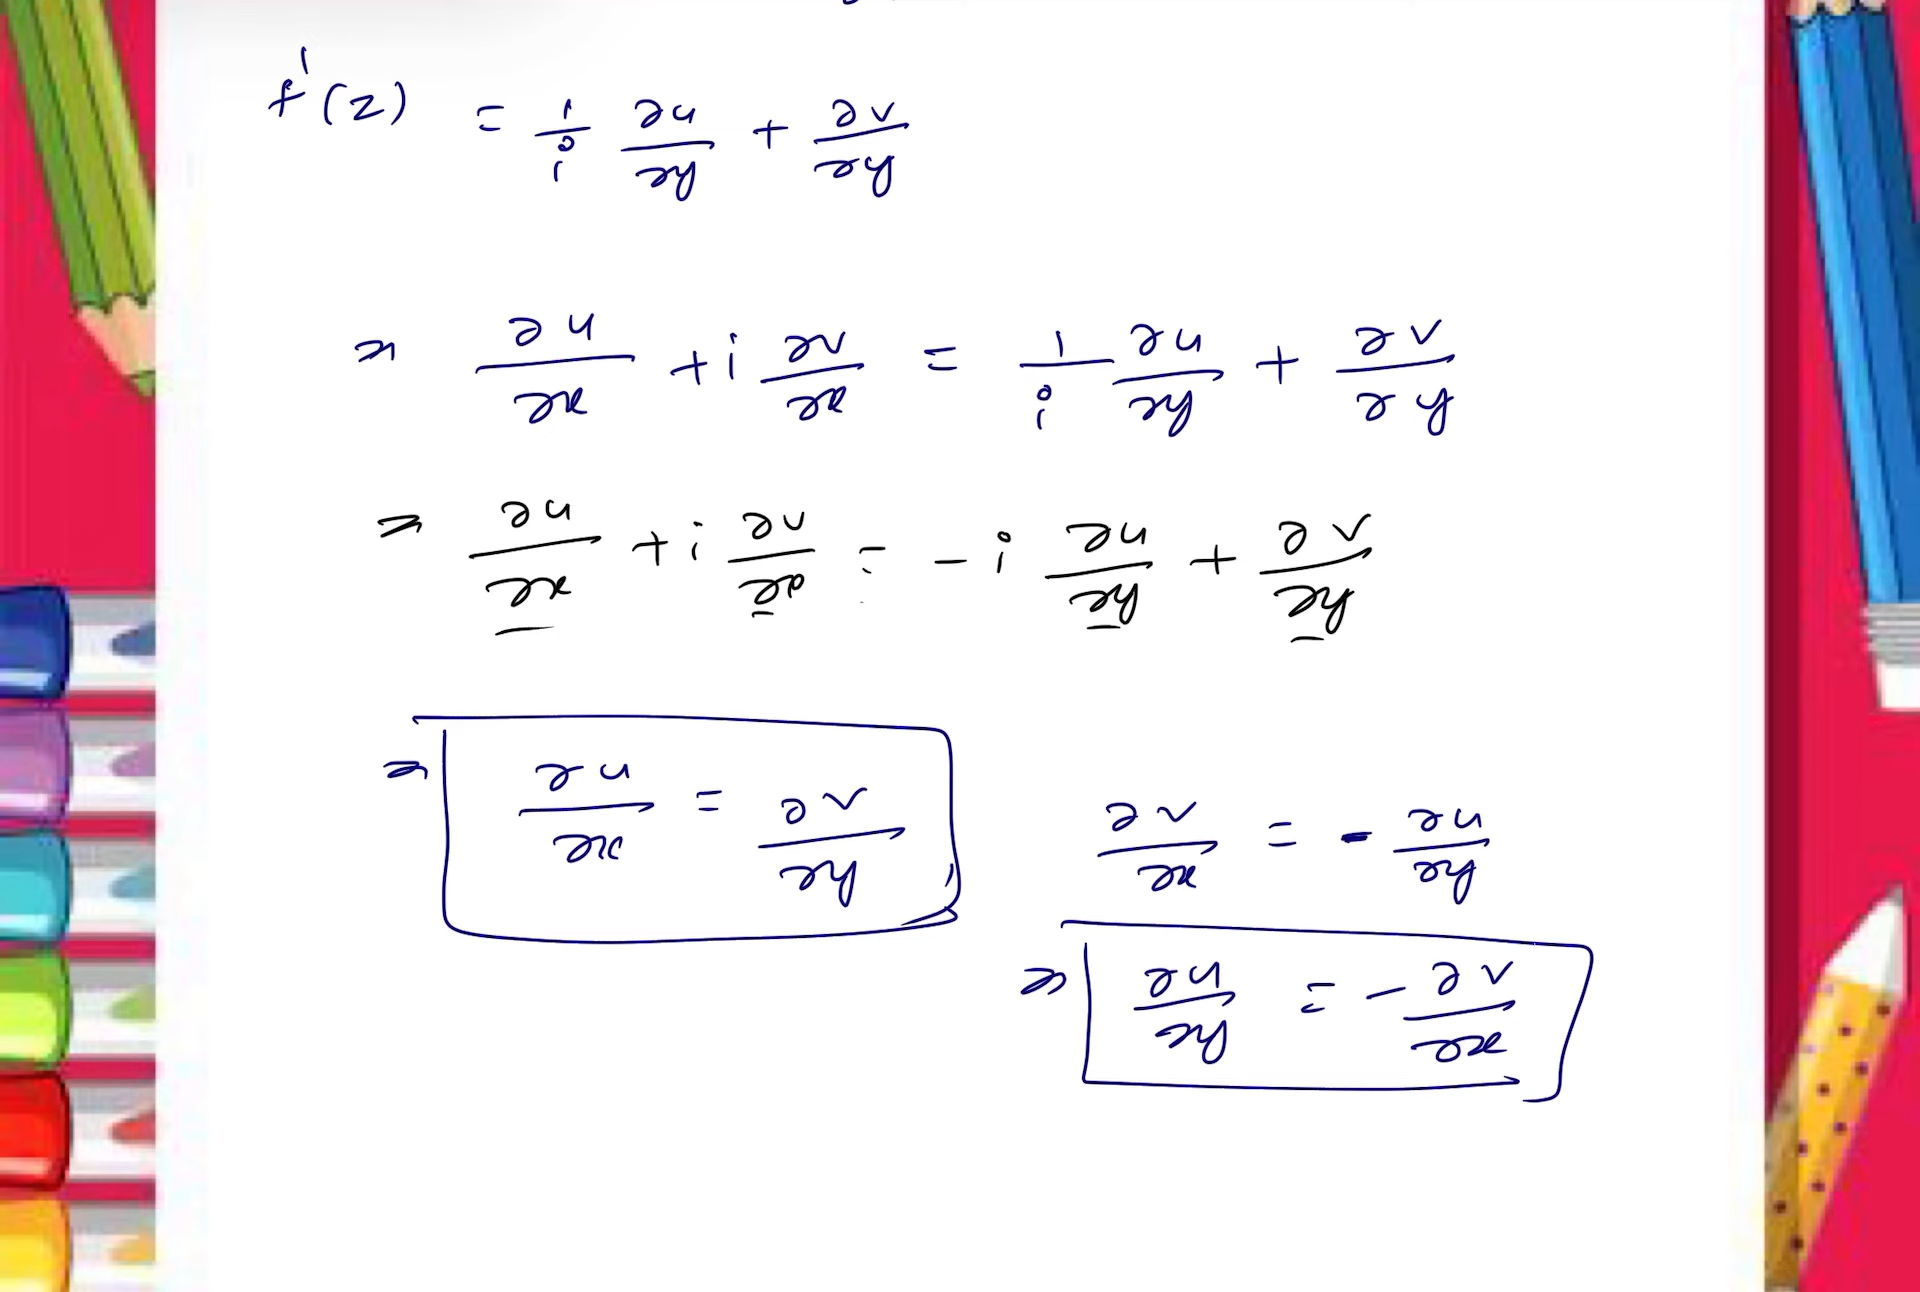 f'(z) = 1/i ∂u/∂y + ∂v/∂y
⇒ ∂u/∂x + i ∂v/∂x = 1/i ∂u/∂y + ∂v/∂y
⇒ ∂u/∂x + i ∂v/∂x = - i ∂u/∂y + ∂v/∂y
⇒ ∂u/∂x = ∂v/∂y
∂v/∂x = - ∂u/∂y
⇒ ∂u/∂y = - ∂v/∂x